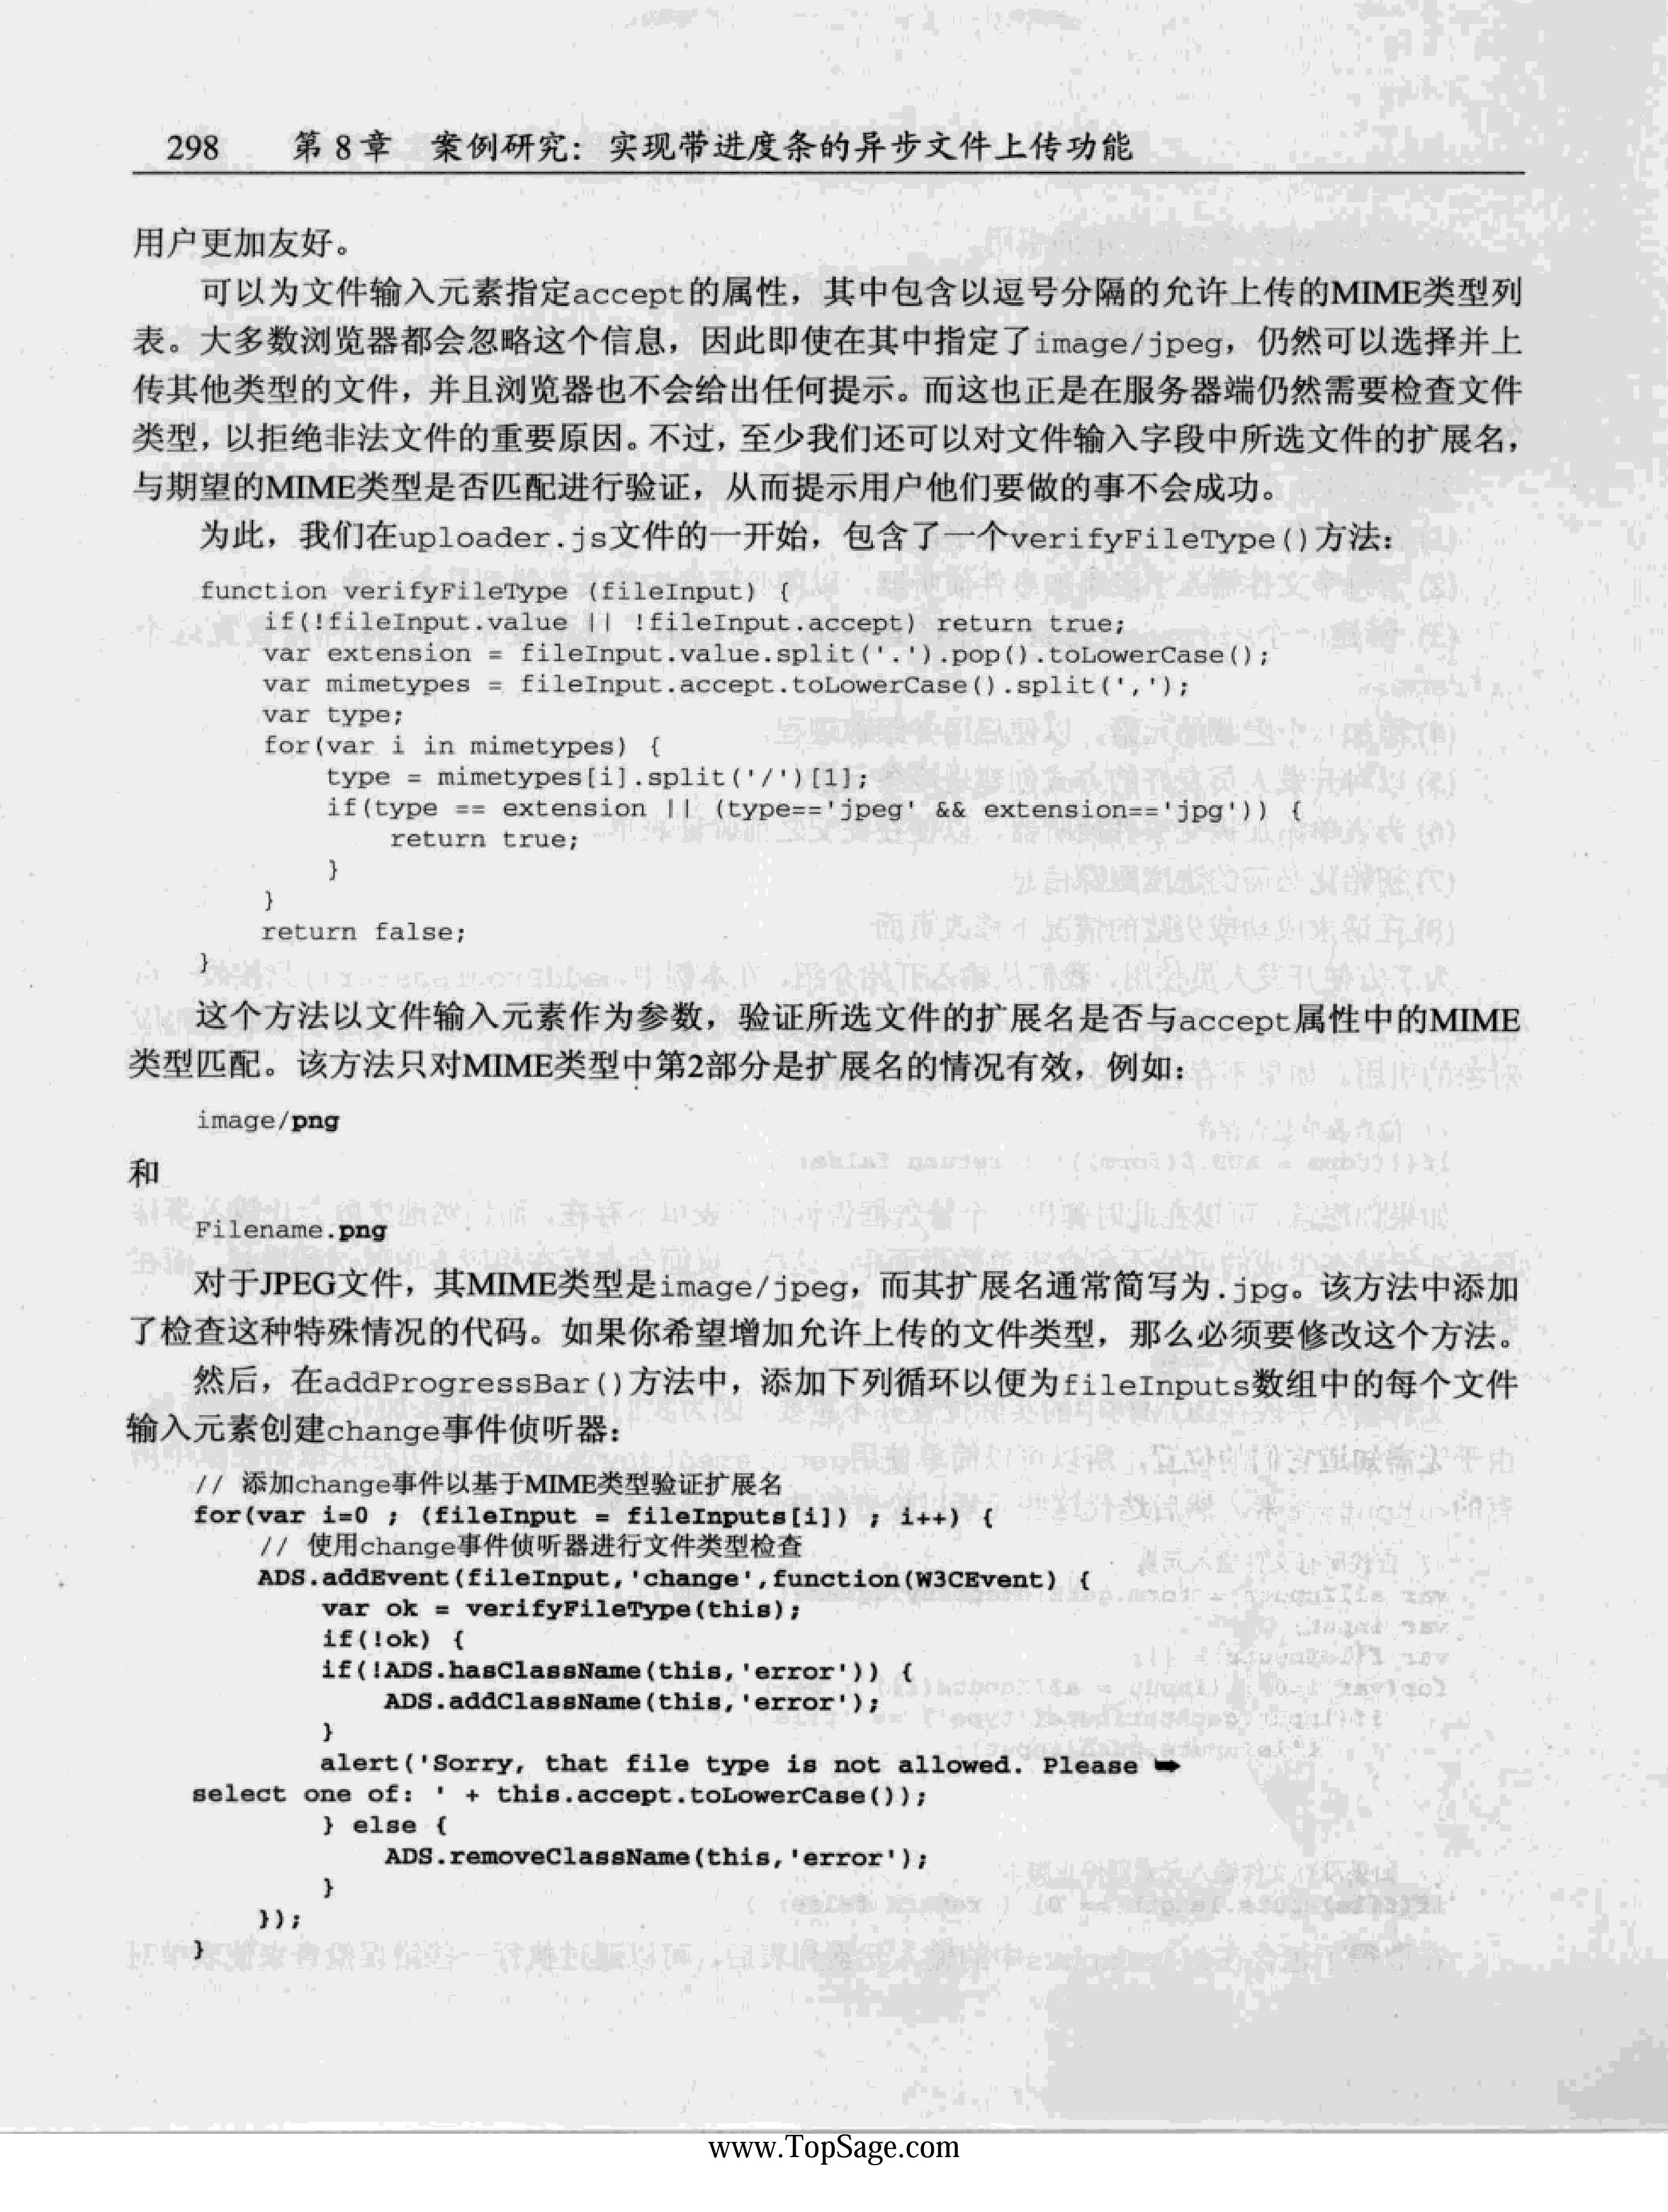 298 第 8 章 案例研究：实现带进度条的异步文件上传功能
用户更加友好。
可以为文件输入元素指定accept的属性，其中包含以逗号分隔的允许上传的MIME类型列
表。大多数浏览器都会忽略这个信息，因此即使在其中指定了image/jpeg，仍然可以选择并上
传其他类型的文件，并且浏览器也不会给出任何提示。而这也正是在服务器端仍然需要检查文件
类型，以拒绝非法文件的重要原因。不过，至少我们还可以对文件输入字段中所选文件的扩展名，
与期望的MIME类型是否匹配进行验证，从而提示用户他们要做的事不会成功。
为此，我们在uploader.js文件的一开始，包含了一个verifyFileType()方法：
function verifyFileType (fileInput) {
    if(!fileInput.value || !fileInput.accept) return true;
    var extension = fileInput.value.split('.').pop().toLowerCase();
    var mimetypes = fileInput.accept.toLowerCase().split(',');
    var type;
    for(var i in mimetypes) {
        type = mimetypes[i].split('/')[1];
        if(type == extension || (type=='jpeg' && extension=='jpg')) {
            return true;
        }
    }
    return false;
}
这个方法以文件输入元素作为参数，验证所选文件的扩展名是否与accept属性中的MIME
类型匹配。该方法只对MIME类型中第2部分是扩展名的情况有效，例如：
image/png
和
Filename.png
对于JPEG文件，其MIME类型是image/jpeg，而其扩展名通常简写为.jpg。该方法中添加
了检查这种特殊情况的代码。如果你希望增加允许上传的文件类型，那么必须要修改这个方法。
然后，在addProgressBar()方法中，添加下列循环以便为fileInputs数组中的每个文件
输入元素创建change事件侦听器：
// 添加change事件以基于MIME类型验证扩展名
for(var i=0 ; (fileInput = fileInputs[i]) ; i++) {
    // 使用change事件侦听器进行文件类型检查
    ADS.addEvent(fileInput,'change',function(W3CEvent) {
        var ok = verifyFileType(this);
        if(!ok) {
        if(!ADS.hasClassName(this,'error')) {
            ADS.addClassName(this,'error');
        }
        alert('Sorry, that file type is not allowed. Please ➥
select one of: ' + this.accept.toLowerCase());
        } else {
            ADS.removeClassName(this,'error');
        }
    });
}
www.TopSage.com